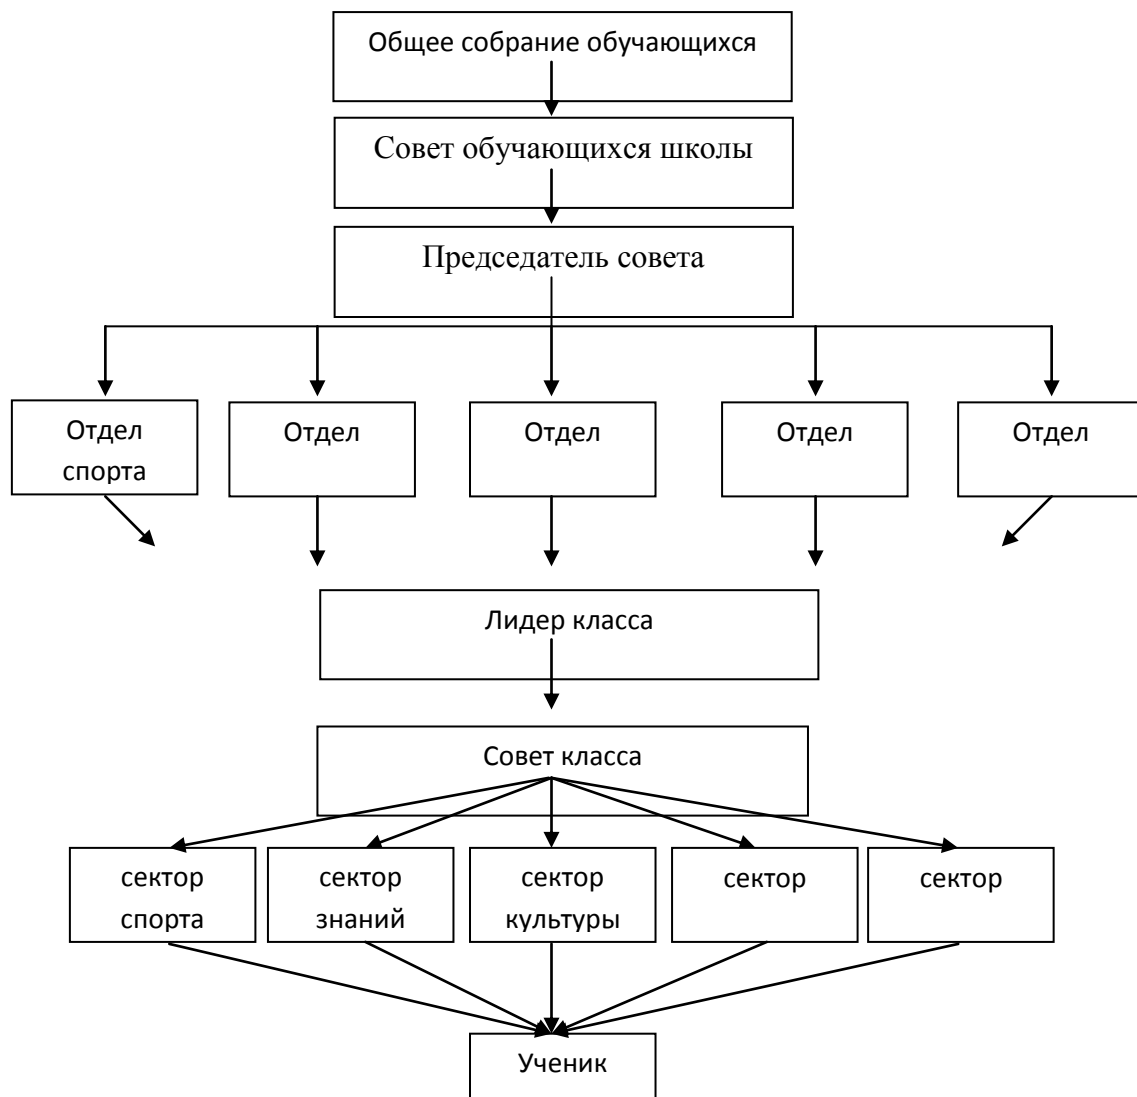 Общее собрание обучающихся
Совет обучающихся школы
Председатель совета
Отдел
спорта
Отдел
Отдел
Отдел
Отдел
Лидер класса
Совет класса
сектор
спорта
сектор
знаний
сектор
культуры
сектор
сектор
Ученик